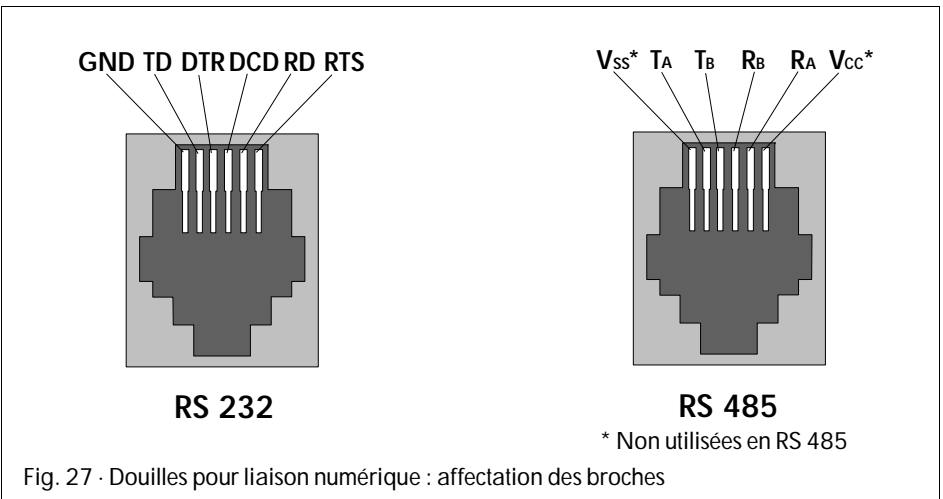 GND TD DTR DCD RD RTS
Vss* TA TB RB RA Vcc*
RS 232
RS 485
* Non utilisées en RS 485
Fig. 27 · Douilles pour liaison numérique : affectation des broches